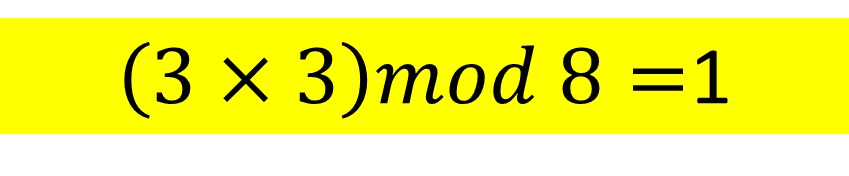 (3 × 3)mod 8 =1